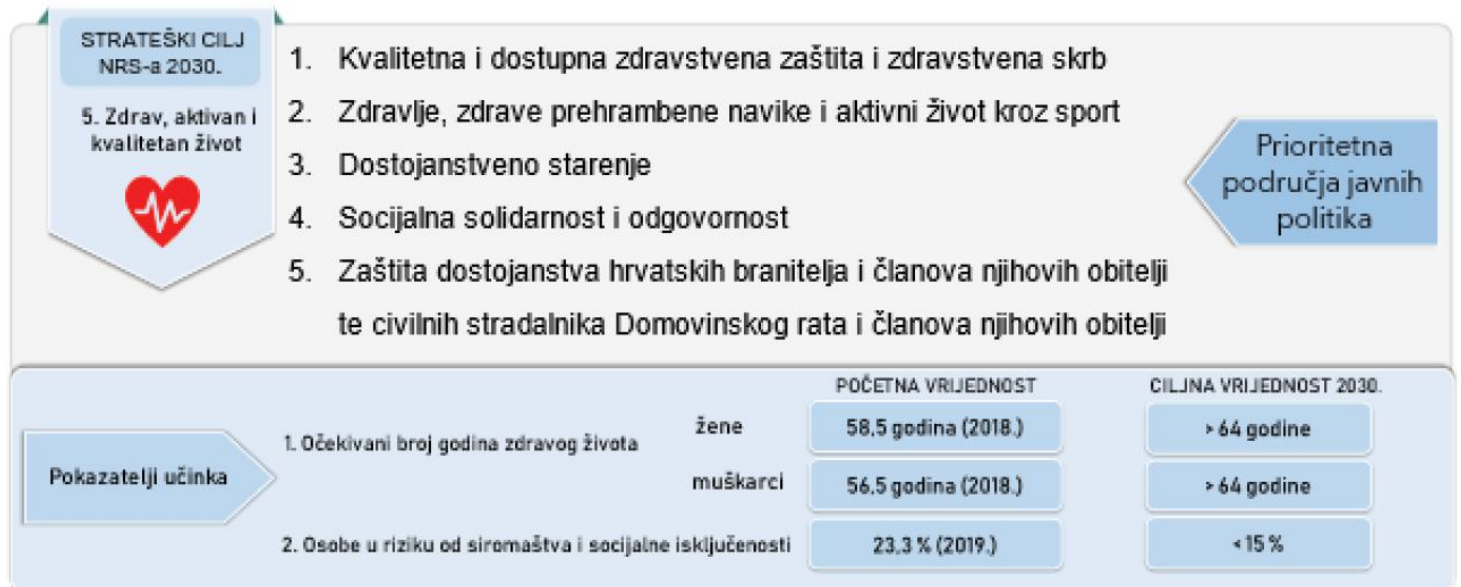 STRATEŠKI CILJ
NRS-a 2030.
5. Zdrav, aktivan i
kvalitetan život
1. Kvalitetna i dostupna zdravstvena zaštita i zdravstvena skrb
2. Zdravlje, zdrave prehrambene navike i aktivni život kroz sport
3. Dostojanstveno starenje
4. Socijalna solidarnost i odgovornost
5. Zaštita dostojanstva hrvatskih branitelja i članova njihovih obitelji
te civilnih stradalnika Domovinskog rata i članova njihovih obitelji
Prioritetna
područja javnih
politika
Pokazatelji učinka
POČETNA VRIJEDNOST CILJNA VRIJEDNOST 2030.
1. Očekivani broj godina zdravog života
žene 58,5 godina (2018.) > 64 godine
muškarci 56,5 godina (2018.) > 64 godine
2. Osobe u riziku od siromaštva i socijalne isključenosti 23,3 % (2019.) < 15 %